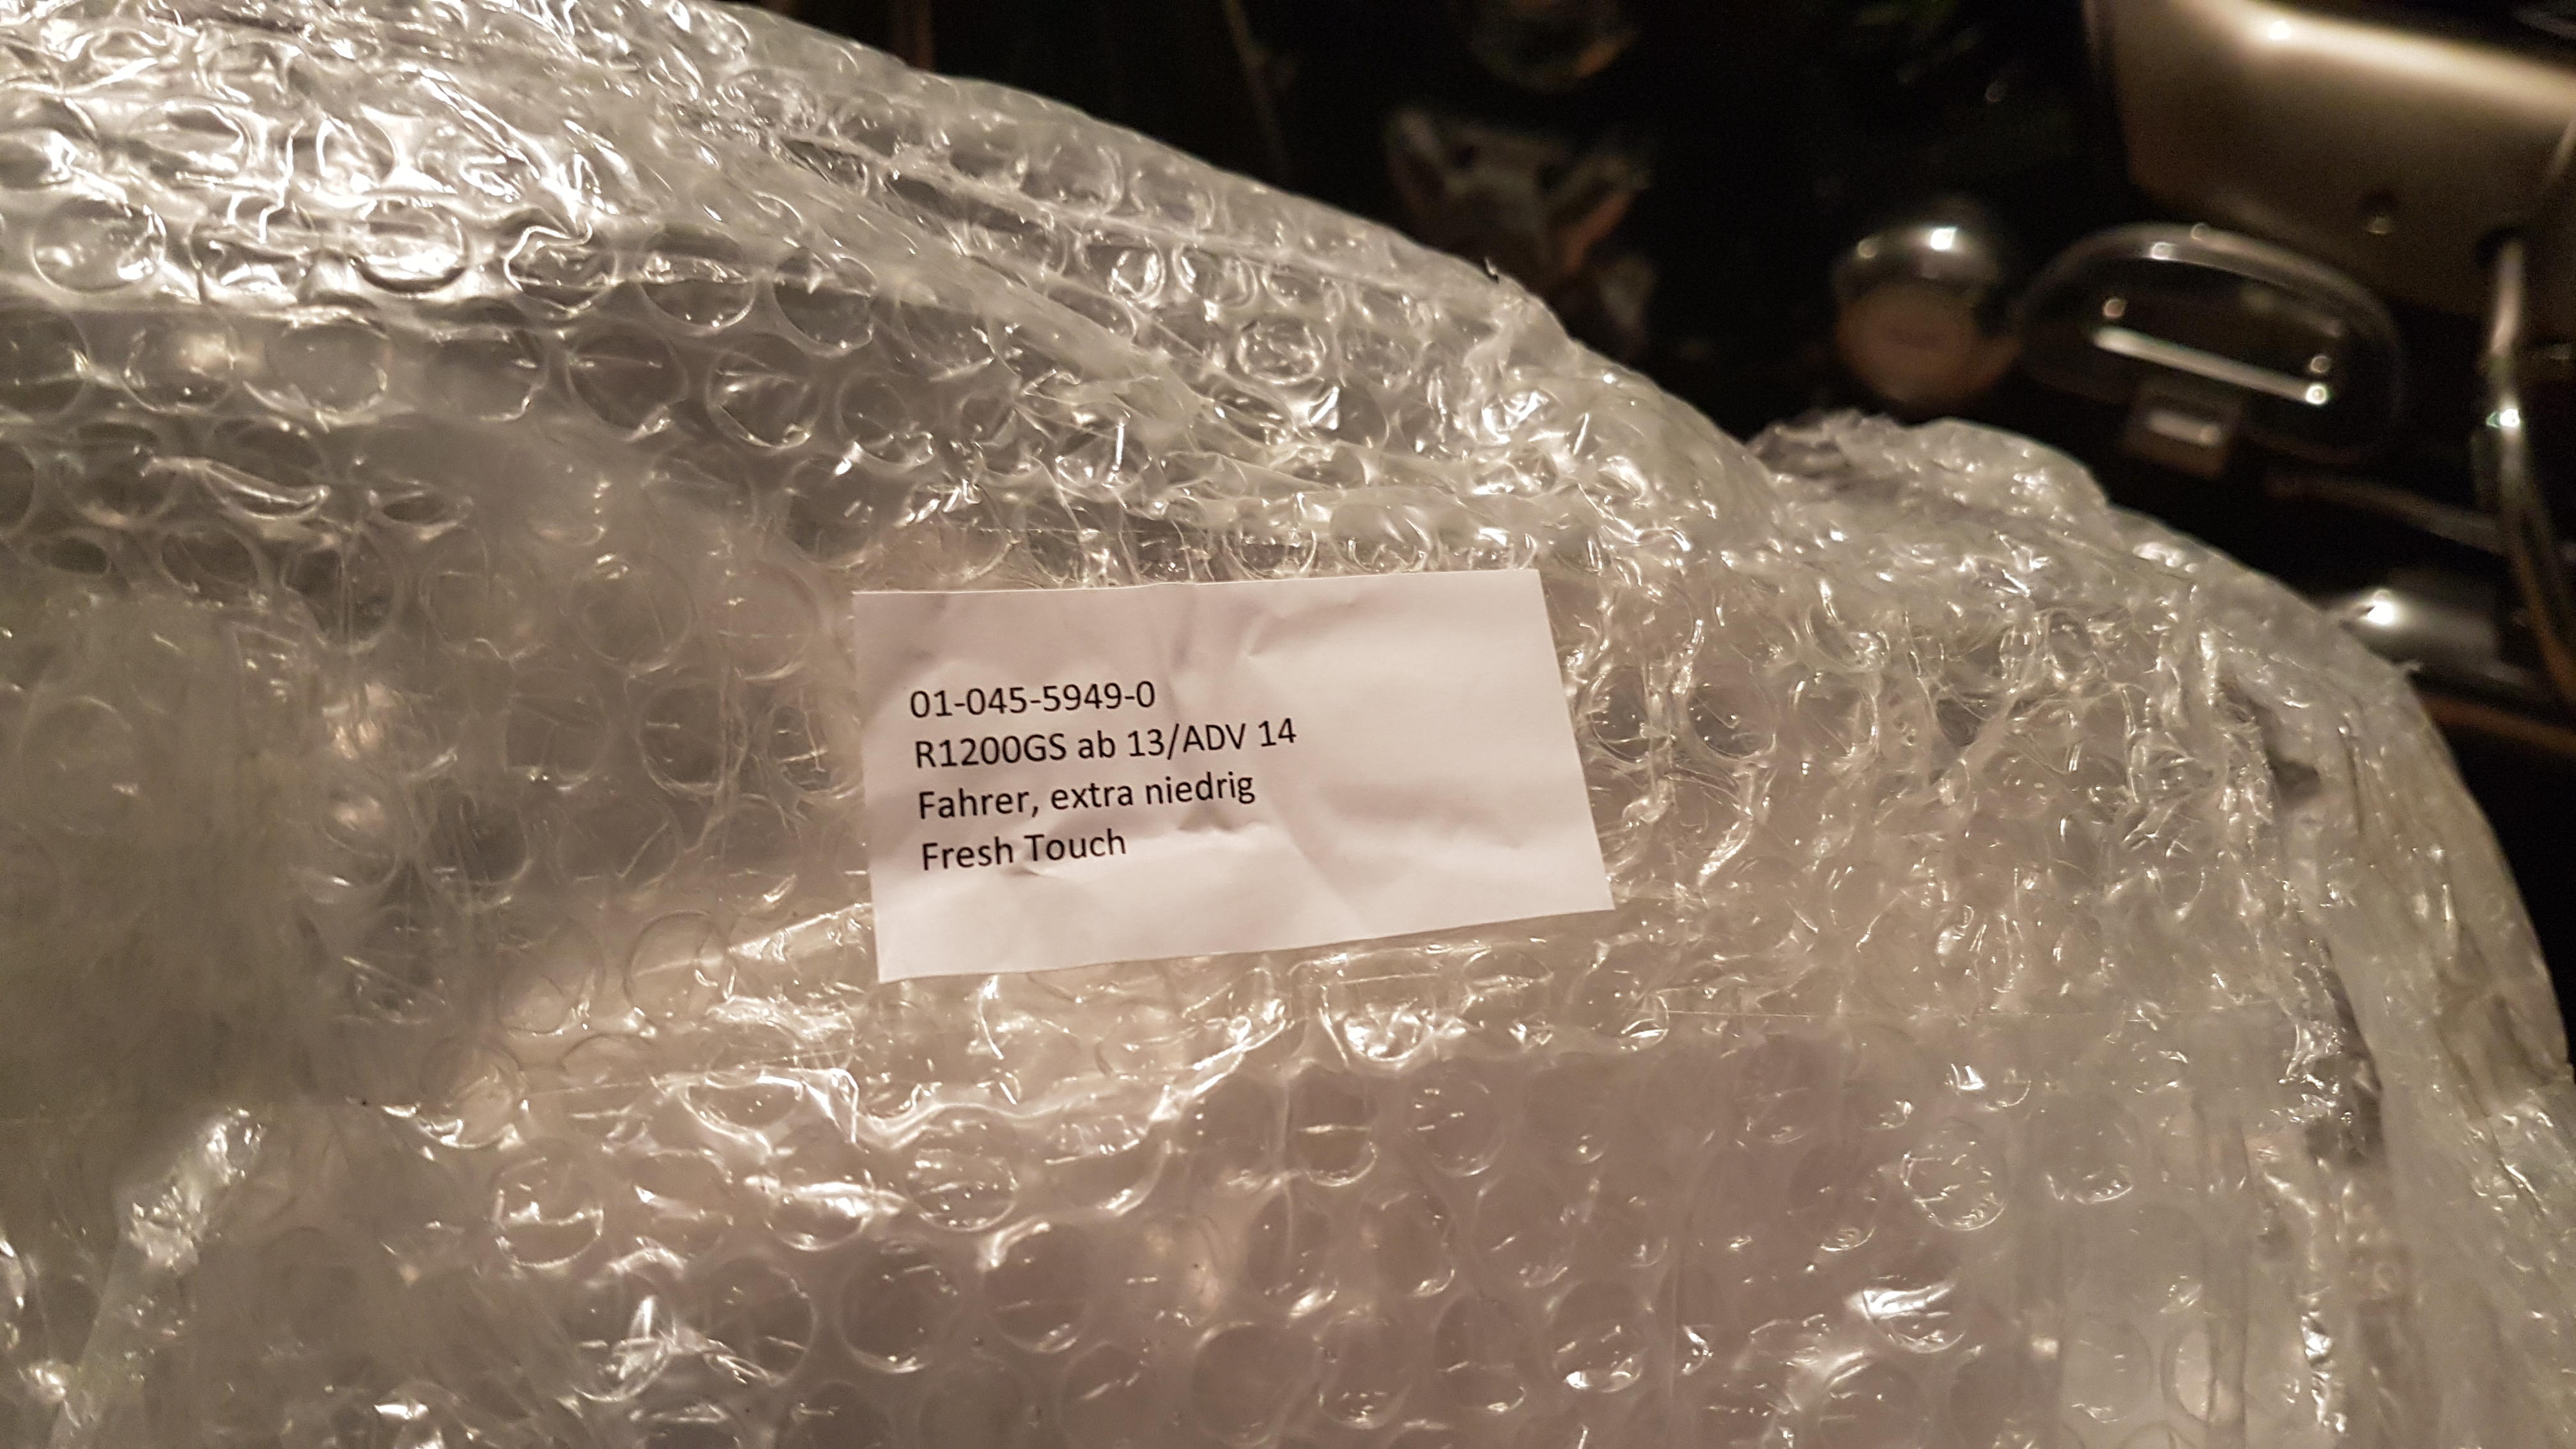 01-045-5949-0
R1200GS ab 13/ADV 14
Fahrer, extra niedrig
Fresh Touch